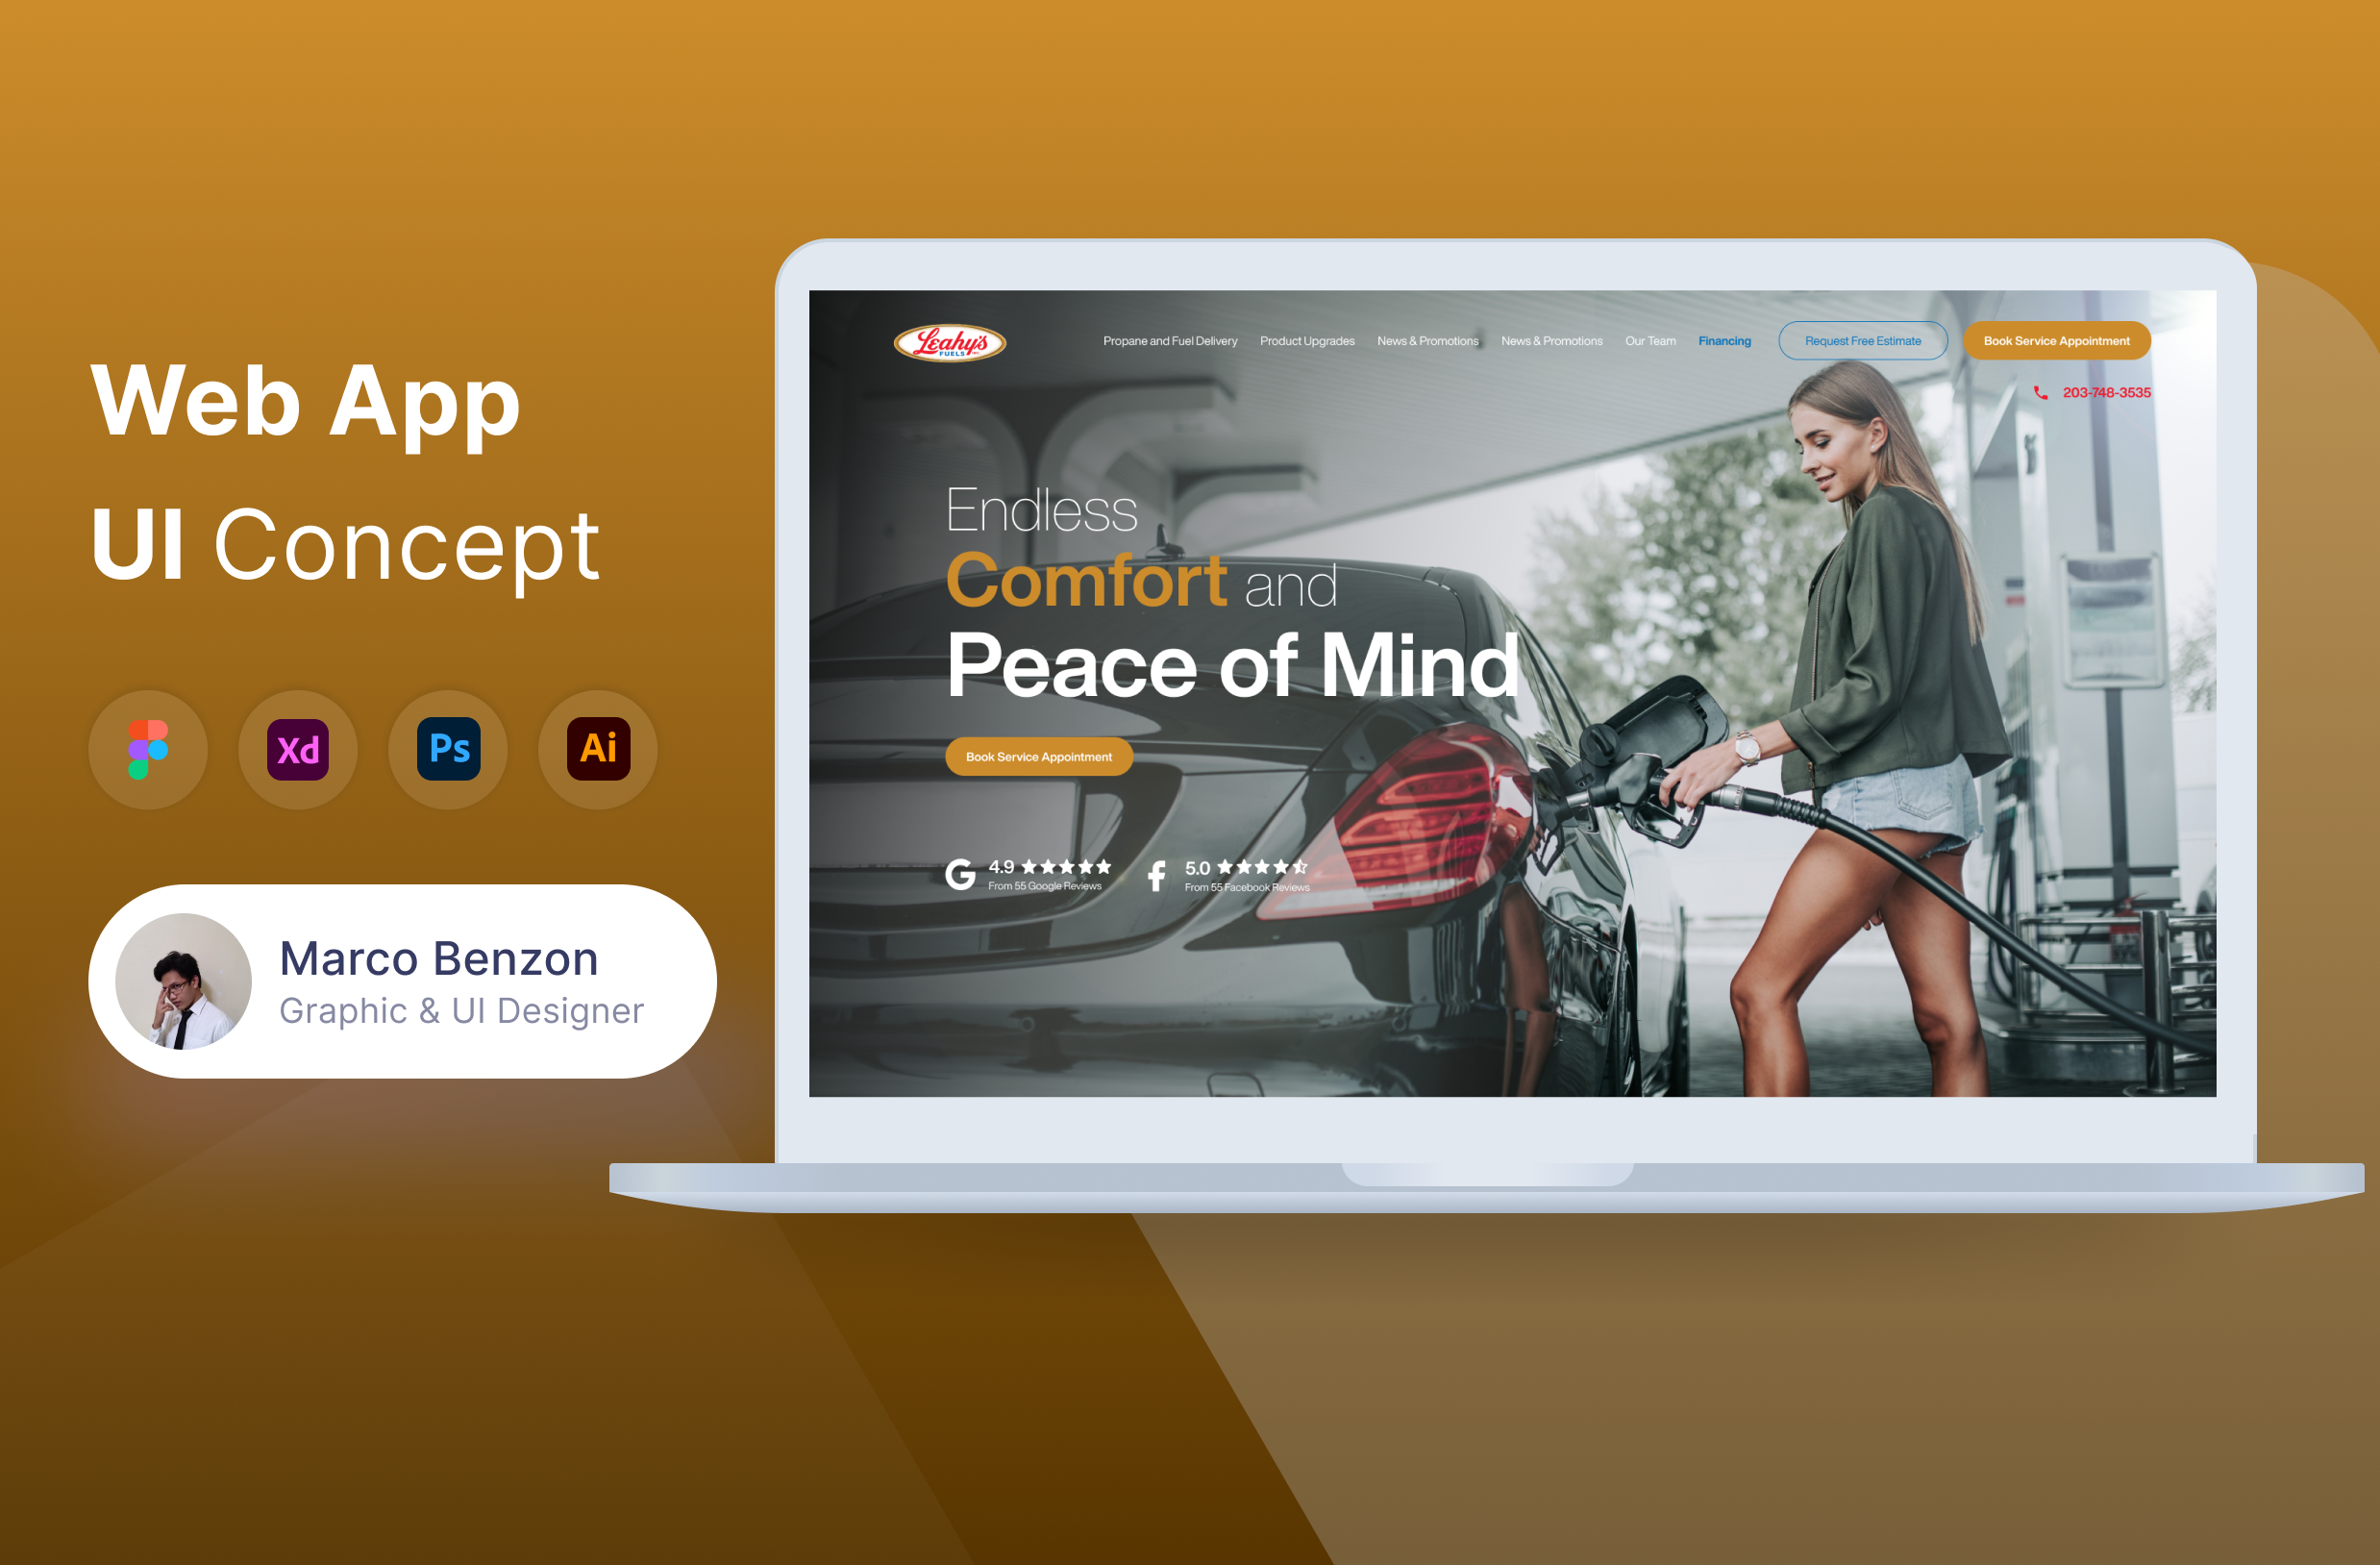 Web App
UI Concept
Xd
Ps
Ai
Marco Benzon
Graphic & UI Designer
Leahy's
FUELS INC.
Propane and Fuel Delivery
Product Upgrades
News & Promotions
News & Promotions
Our Team
Financing
Request Free Estimate
Book Service Appointment
203-748-3535
Endless
Comfort and
Peace of Mind
Book Service Appointment
G
4.9
From 55 Google Reviews
f
5.0
From 55 Facebook Reviews